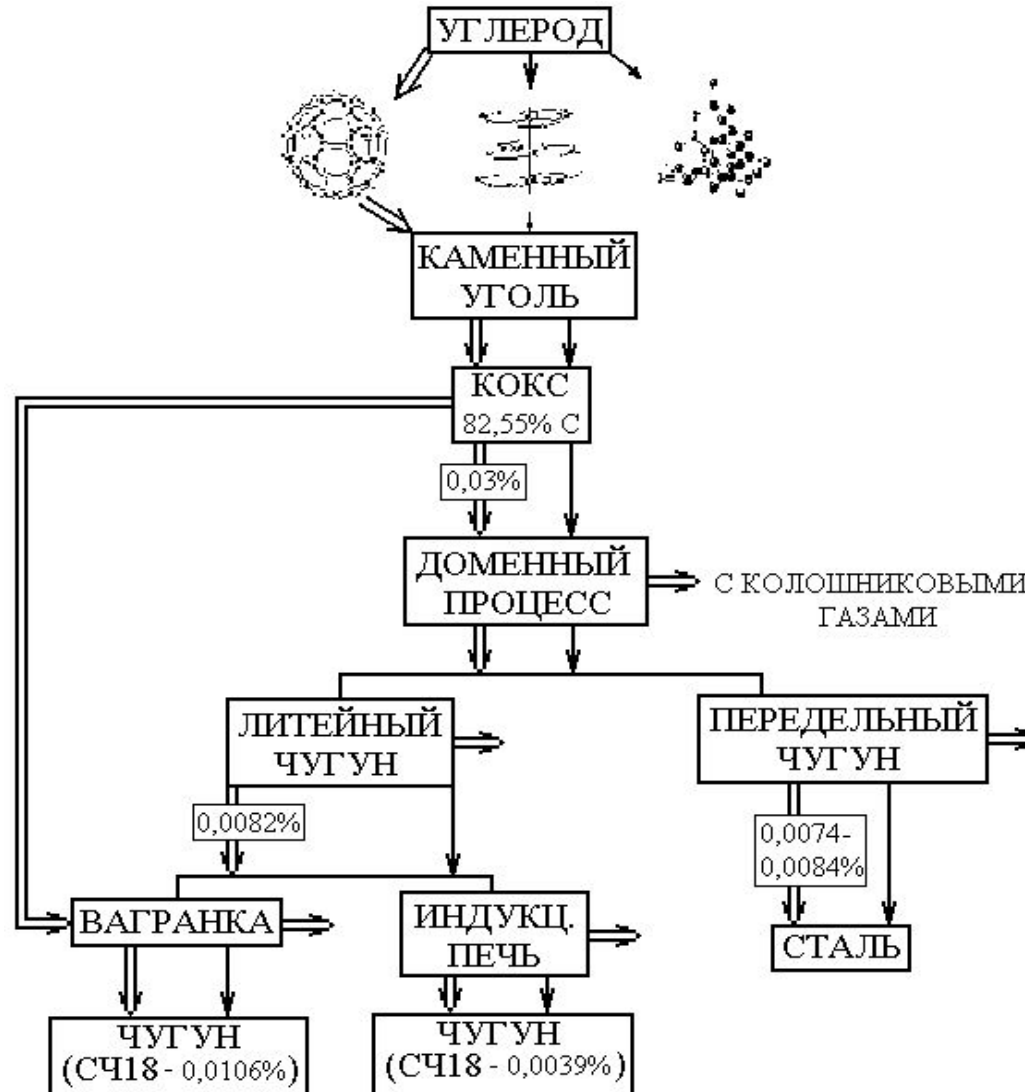 УГЛЕРОД
КАМЕННЫЙ
УГОЛЬ
КОКС
82,55% С
0,03%
ДОМЕННЫЙ
ПРОЦЕСС
С КОЛОШНИКОВЫМИ
ГАЗАМИ
ЛИТЕЙНЫЙ
ЧУГУН
ПЕРЕДЕЛЬНЫЙ
ЧУГУН
0,0082%
0,0074-
0,0084%
ВАГРАНКА
ИНДУКЦ.
ПЕЧЬ
СТАЛЬ
ЧУГУН
(СЧ18 - 0,0106%)
ЧУГУН
(СЧ18 - 0,0039%)